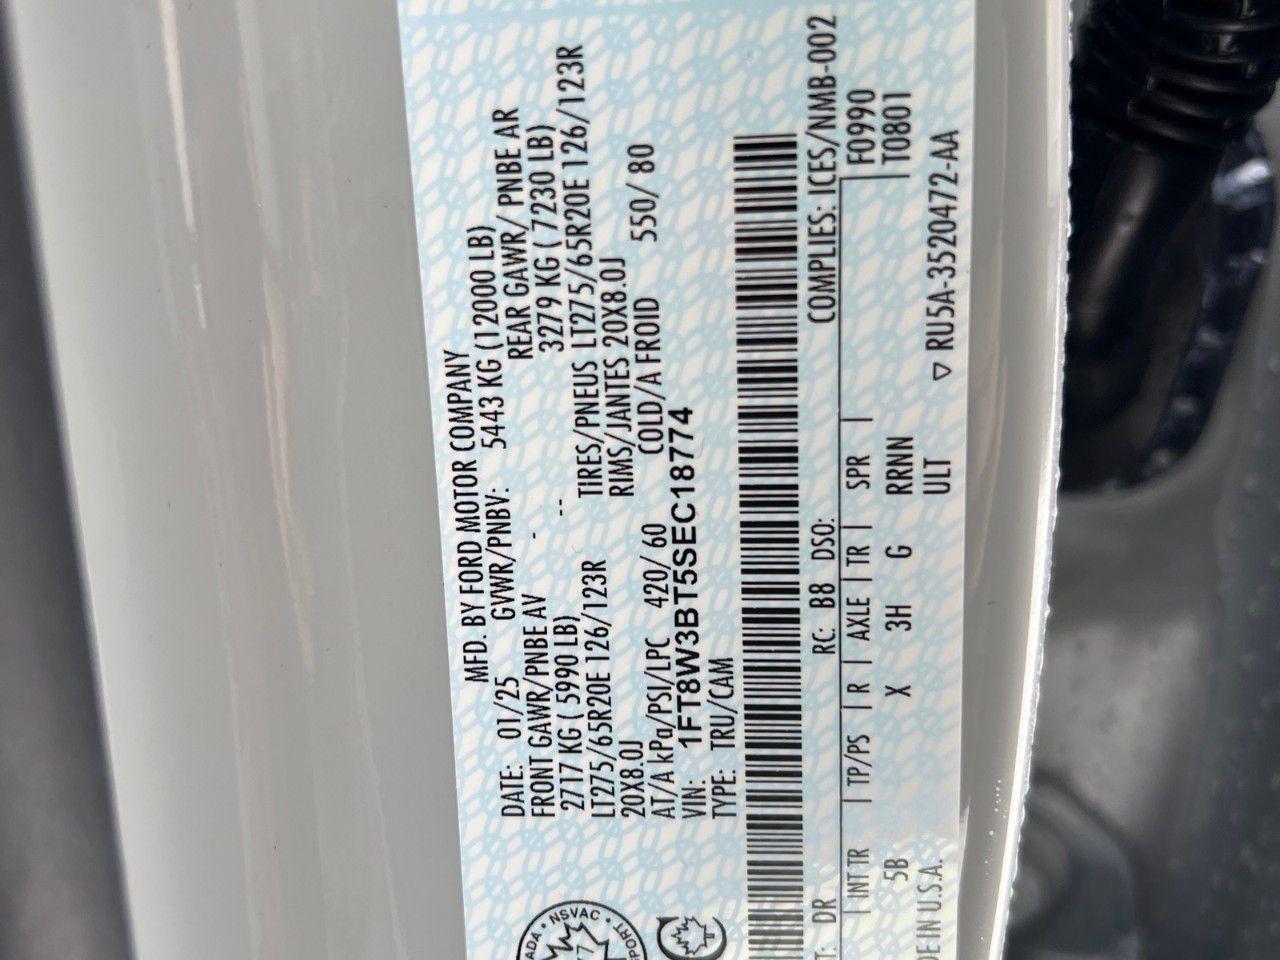 MFD. BY FORD MOTOR COMPANY
DATE: 01/25 GVWR/PNBV: 5443 KG (12000 LB)
FRONT GAWR/PNBE AV - REAR GAWR/ PNBE AR
2717 KG ( 5990 LB) -- 3279 KG ( 7230 LB)
LT275/65R20E 126/123R TIRES/PNEUS LT275/65R20E 126/123R
20X8.0J RIMS/JANTES 20X8.0J
AT/A kPa/PSI/LPC 420/ 60 COLD/A FROID 550/ 80
VIN: 1FT8W3BT5SEC18774
TYPE: TRU/CAM
COMPLIES: ICES/NMB-002
T: DR RC: B8 DSO: F0990
INT TR TP/PS R AXLE TR SPR T0801
5B X 3H G RRNN
DE IN U.S.A. ULT ▽ RU5A-3520472-AA
ADA • NSVAC •
SPORT